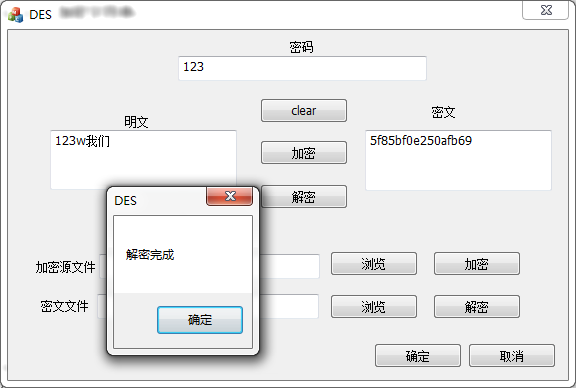 DES
密码
123
clear
明文
密文
123w我们
5f85bf0e250afb69
加密
解密
DES
解密完成
确定
加密源文件
浏览
加密
密文文件
浏览
解密
确定
取消